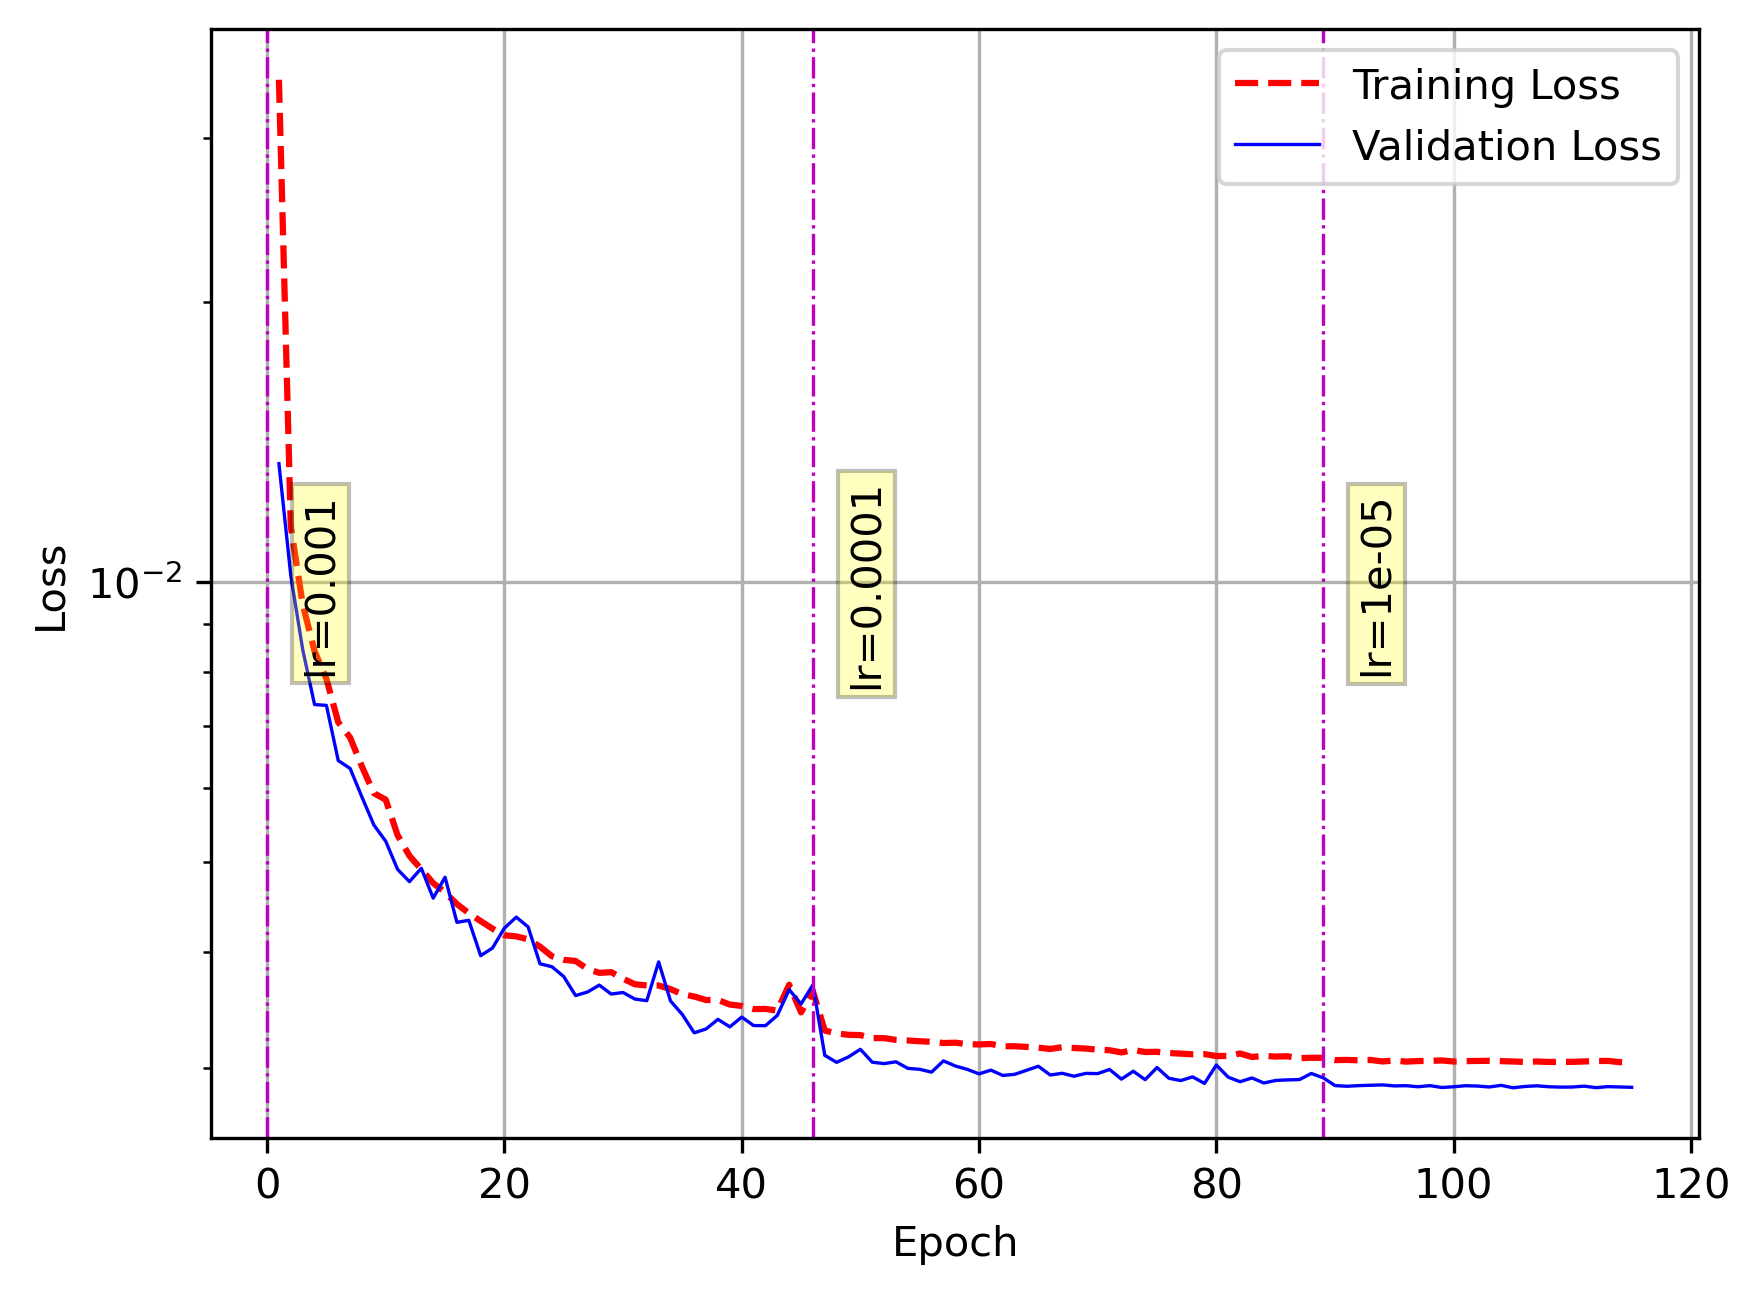 Training Loss
Validation Loss
lr=0.001
lr=0.0001
lr=1e-05
Loss
10⁻²
0 20 40 60 80 100 120
Epoch